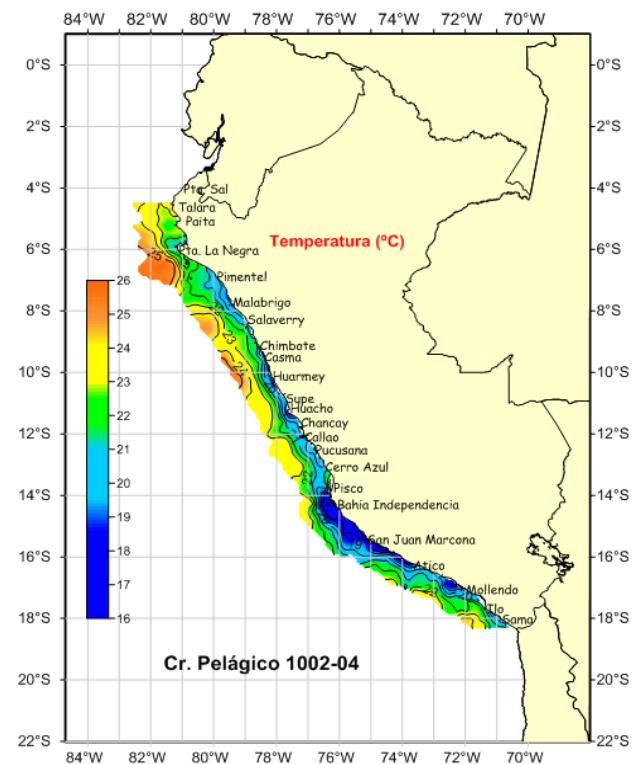 84°W 82°W 80°W 78°W 76°W 74°W 72°W 70°W
0°S 0°S
2°S 2°S
4°S 4°S
Pta. Sal
Talara
Paita
Temperatura (ºC)
6°S 6°S
Pta. La Negra
25
Pimentel
26
8°S 8°S
Malabrigo
25
Salaverry
24
23
Chimbote
23
Casma
10°S 10°S
22
Huarmey
21
Supe
Huacho
20
Chancay
12°S 12°S
19
Callao
Pucusana
18
Cerro Azul
17
14°S 14°S
Pisco
16
Bahia Independencia
San Juan Marcona
19
16°S 16°S
Atico
Mollendo
Ilo
18°S 18°S
Sama
Cr. Pelágico 1002-04
20°S 20°S
22°S 22°S
84°W 82°W 80°W 78°W 76°W 74°W 72°W 70°W